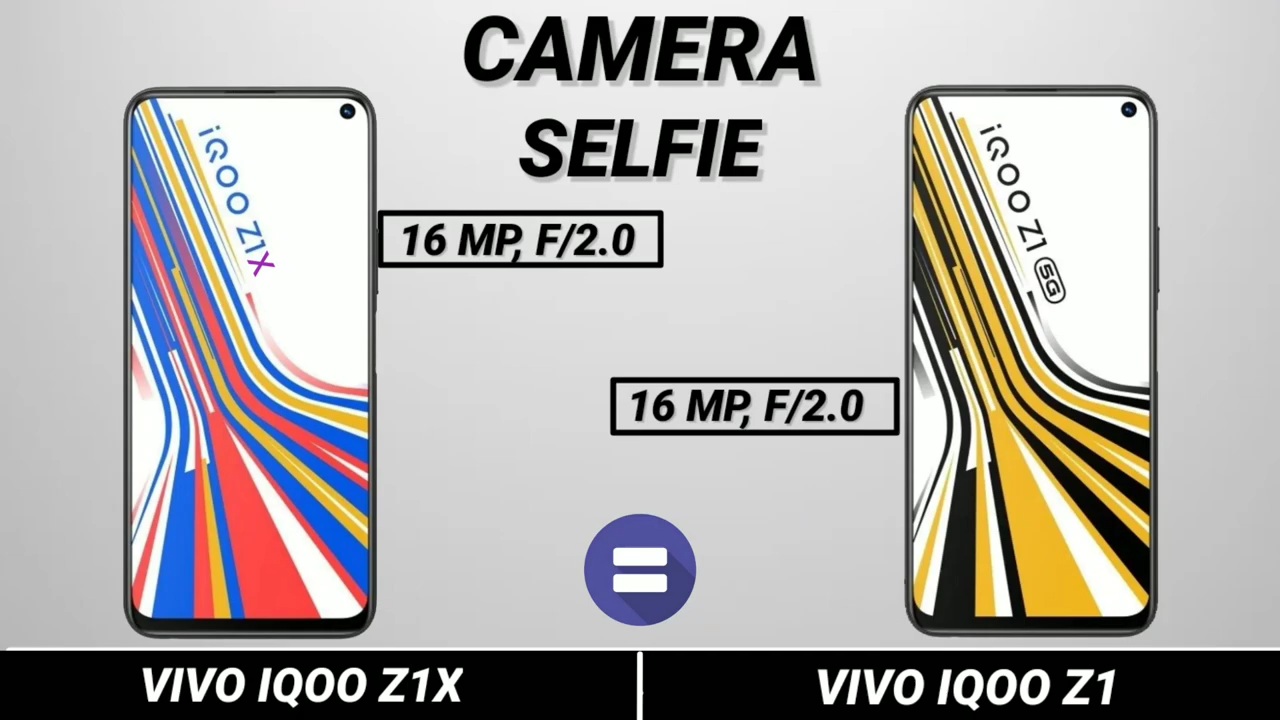 CAMERA
SELFIE
iQOO Z1X
16 MP, F/2.0
iQOO Z1 5G
16 MP, F/2.0
VIVO IQOO Z1X
VIVO IQOO Z1